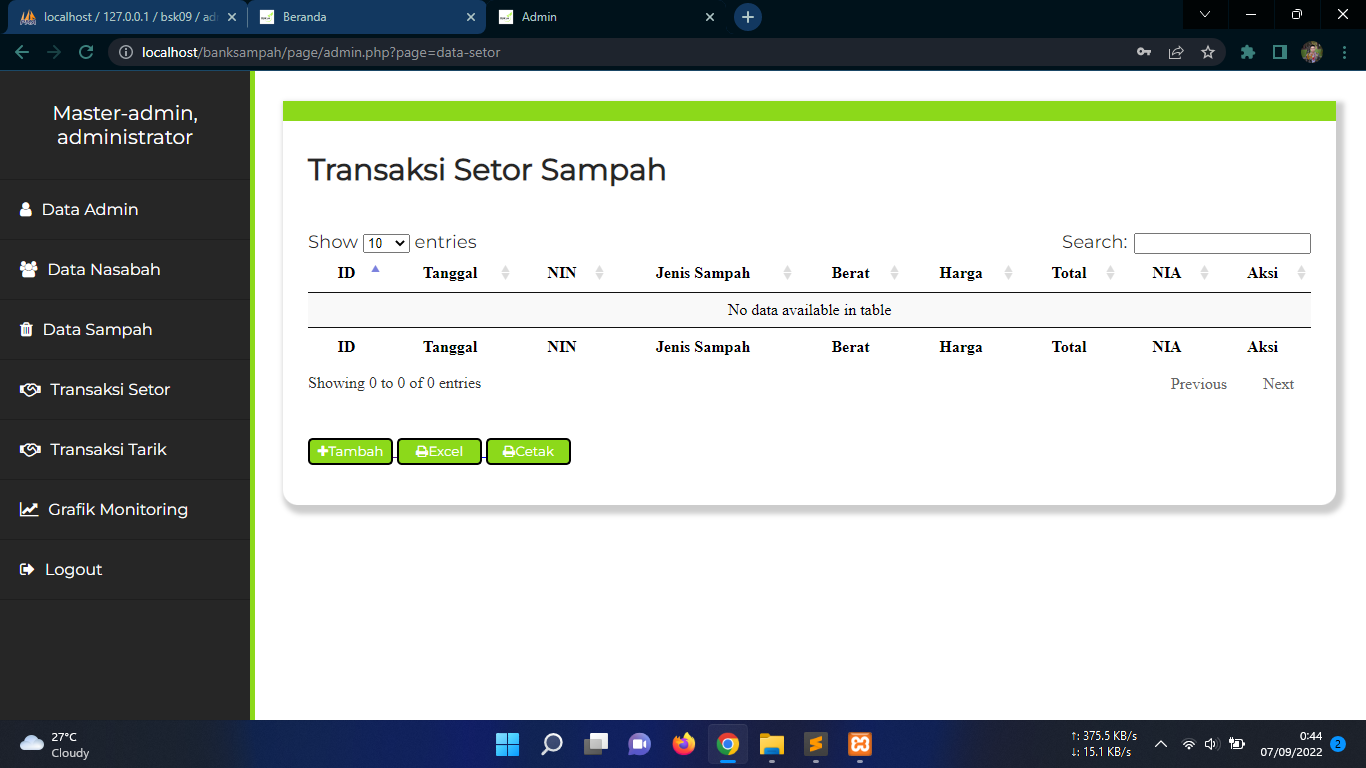 localhost / 127.0.0.1 / bsk09 / adm
Beranda
Admin
localhost/banksampah/page/admin.php?page=data-setor
Master-admin,
administrator
Data Admin
Data Nasabah
Data Sampah
Transaksi Setor
Transaksi Tarik
Grafik Monitoring
Logout
Transaksi Setor Sampah
Show 10 entries
Search:
ID Tanggal NIN Jenis Sampah Berat Harga Total NIA Aksi
No data available in table
ID Tanggal NIN Jenis Sampah Berat Harga Total NIA Aksi
Showing 0 to 0 of 0 entries
Previous Next
Tambah Excel Cetak
27°C
Cloudy
↑: 375.5 KB/s
↓: 15.1 KB/s
0:44
07/09/2022
2